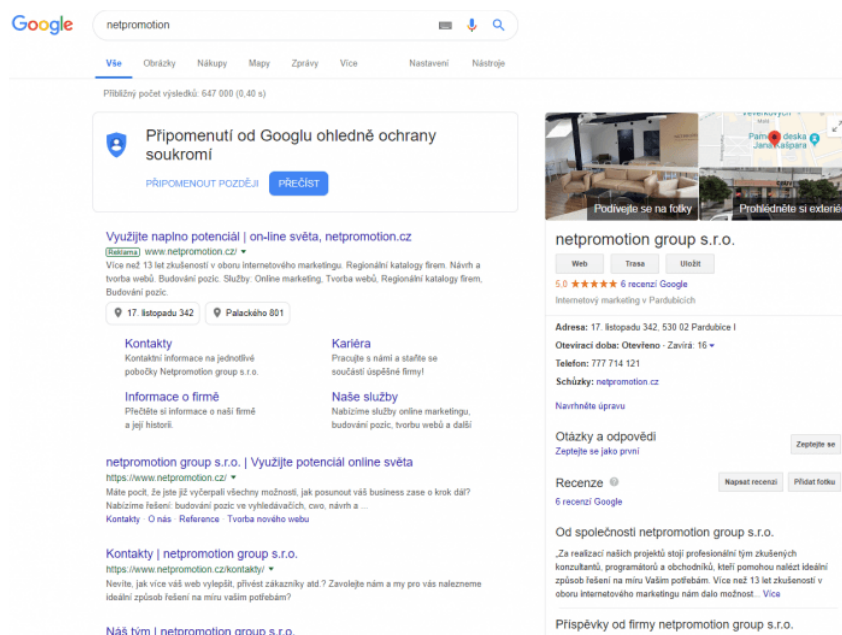 Google
netpromotion
Vše Obrázky Nákupy Mapy Zprávy Více Nastavení Nástroje
Přibližný počet výsledků: 647 000 (0,40 s)
Připomenutí od Googlu ohledně ochrany
soukromí
PŘIPOMENOUT POZDĚJI PŘEČÍST
Využijte naplno potenciál | on-line světa, netpromotion.cz
Reklama www.netpromotion.cz/
Více než 13 let zkušeností v oboru internetového marketingu. Regionální katalogy firem. Návrh a
tvorba webů. Budování pozic. Služby: Online marketing, Tvorba webů, Regionální katalogy firem,
Budování pozic.
17. listopadu 342 Palackého 801
Kontakty
Kontaktní informace na jednotlivé
pobočky Netpromotion group s.r.o.
Kariéra
Pracujte s námi a staňte se
součástí úspěšné firmy!
Informace o firmě
Přečtěte si informace o naší firmě
a její historii.
Naše služby
Nabízíme služby online marketingu,
budování pozic, tvorbu webů a další
netpromotion group s.r.o. | Využijte potenciál online světa
https://www.netpromotion.cz/
Máte pocit, že jste již vyčerpali všechny možnosti, jak posunout váš business zase o krok dál?
Nabízíme řešení: budování pozic ve vyhledávačích, cwo, návrh a ...
Kontakty · O nás · Reference · Tvorba nového webu
Kontakty | netpromotion group s.r.o.
https://www.netpromotion.cz/kontakty/
Nevíte, jak více váš web vylepšit, přivést zákazníky atd.? Zavolejte nám a my pro vás nalezneme
ideální způsob řešení na míru vašim potřebám?
Náš tým | netpromotion group s.r.o.
deska
Jana Kašpara
Podívejte se na fotky
Prohlédněte si exteriér
netpromotion group s.r.o.
Web Trasa Uložit
5,0 ★★★★★ 6 recenzí Google
Internetový marketing v Pardubicích
Adresa: 17. listopadu 342, 530 02 Pardubice I
Otevírací doba: Otevřeno · Zavírá: 16
Telefon: 777 714 121
Schůzky: netpromotion.cz
Navrhněte úpravu
Otázky a odpovědi
Zeptejte se jako první
Zeptejte se
Recenze
Napsat recenzi Přidat fotku
6 recenzí Google
Od společnosti netpromotion group s.r.o.
„Za realizací našich projektů stojí profesionální tým zkušených
konzultantů, programátorů a obchodníků, kteří pomohou nalézt ideální
způsob řešení na míru Vašim potřebám. Více než 13 let zkušeností v
oboru internetového marketingu nám dalo možnost... Více
Příspěvky od firmy netpromotion group s.r.o.